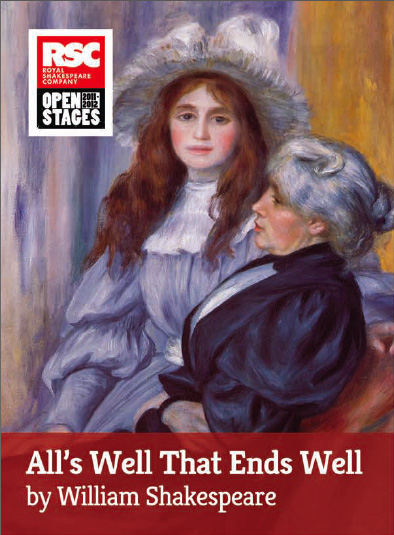 RSC
ROYAL
SHAKESPEARE
COMPANY
OPEN 2011-
STAGES 2012
All's Well That Ends Well
by William Shakespeare